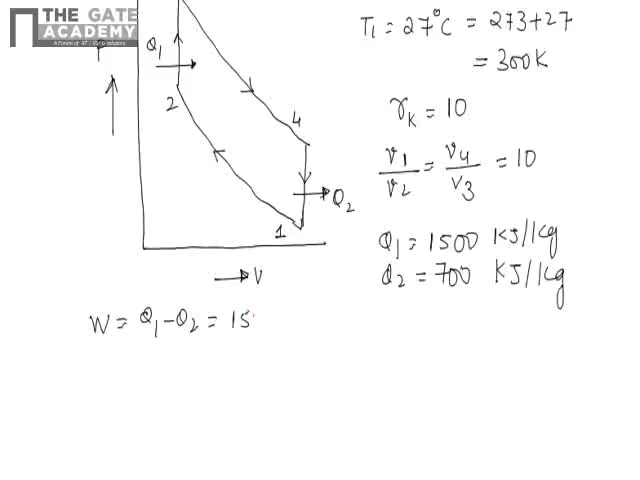 THE GATE
ACADEMY
T₁ = 27°C = 273+27
= 300K
P
Q₁
2
4
r_k = 10
V₁/V₂ = V₄/V₃ = 10
Q₂
1
V
Q₁ = 1500 KJ/Kg
Q₂ = 700 KJ/Kg
W = Q₁-Q₂ = 15